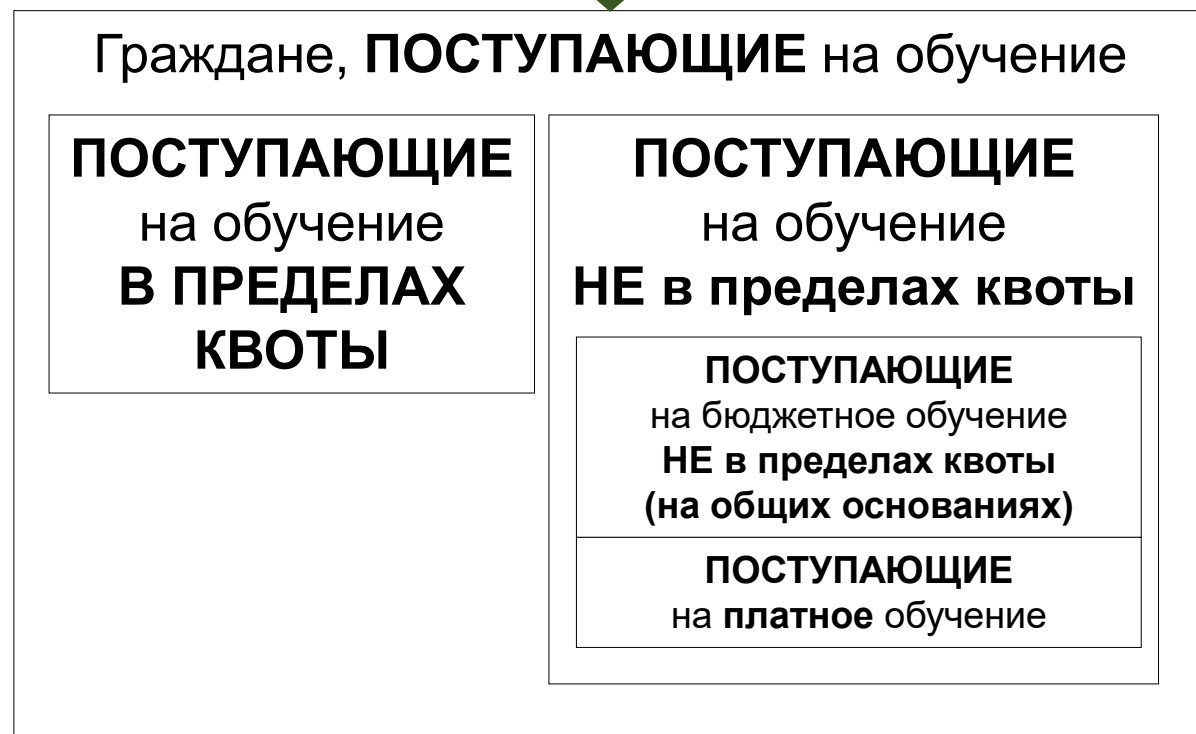 Граждане, ПОСТУПАЮЩИЕ на обучение
ПОСТУПАЮЩИЕ
на обучение
В ПРЕДЕЛАХ
КВОТЫ
ПОСТУПАЮЩИЕ
на обучение
НЕ в пределах квоты
ПОСТУПАЮЩИЕ
на бюджетное обучение
НЕ в пределах квоты
(на общих основаниях)
ПОСТУПАЮЩИЕ
на платное обучение